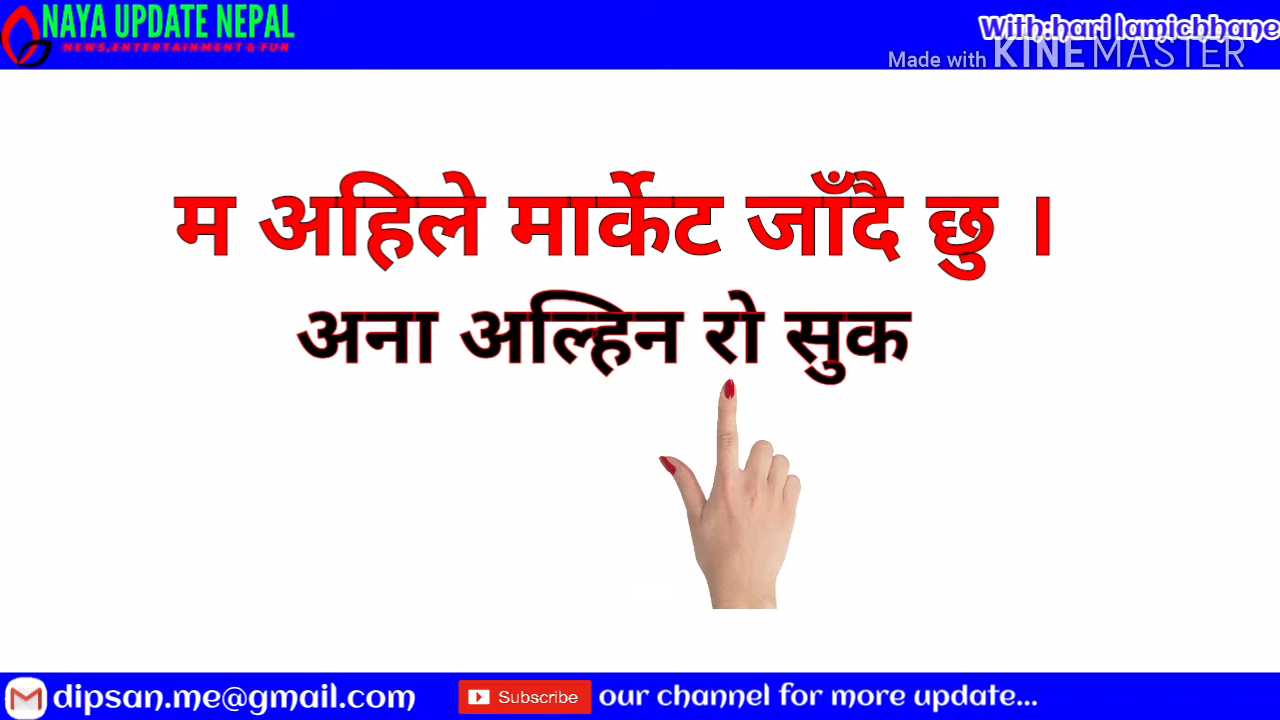 NAYA UPDATE NEPAL
NEWS,ENTERTAINMENT & FUN
With:hari lamichhane
Made with KINEMASTER
म अहिले मार्केट जाँदै छु ।
अना अल्हिन रो सुक
dipsan.me@gmail.com
Subscribe
our channel for more update...